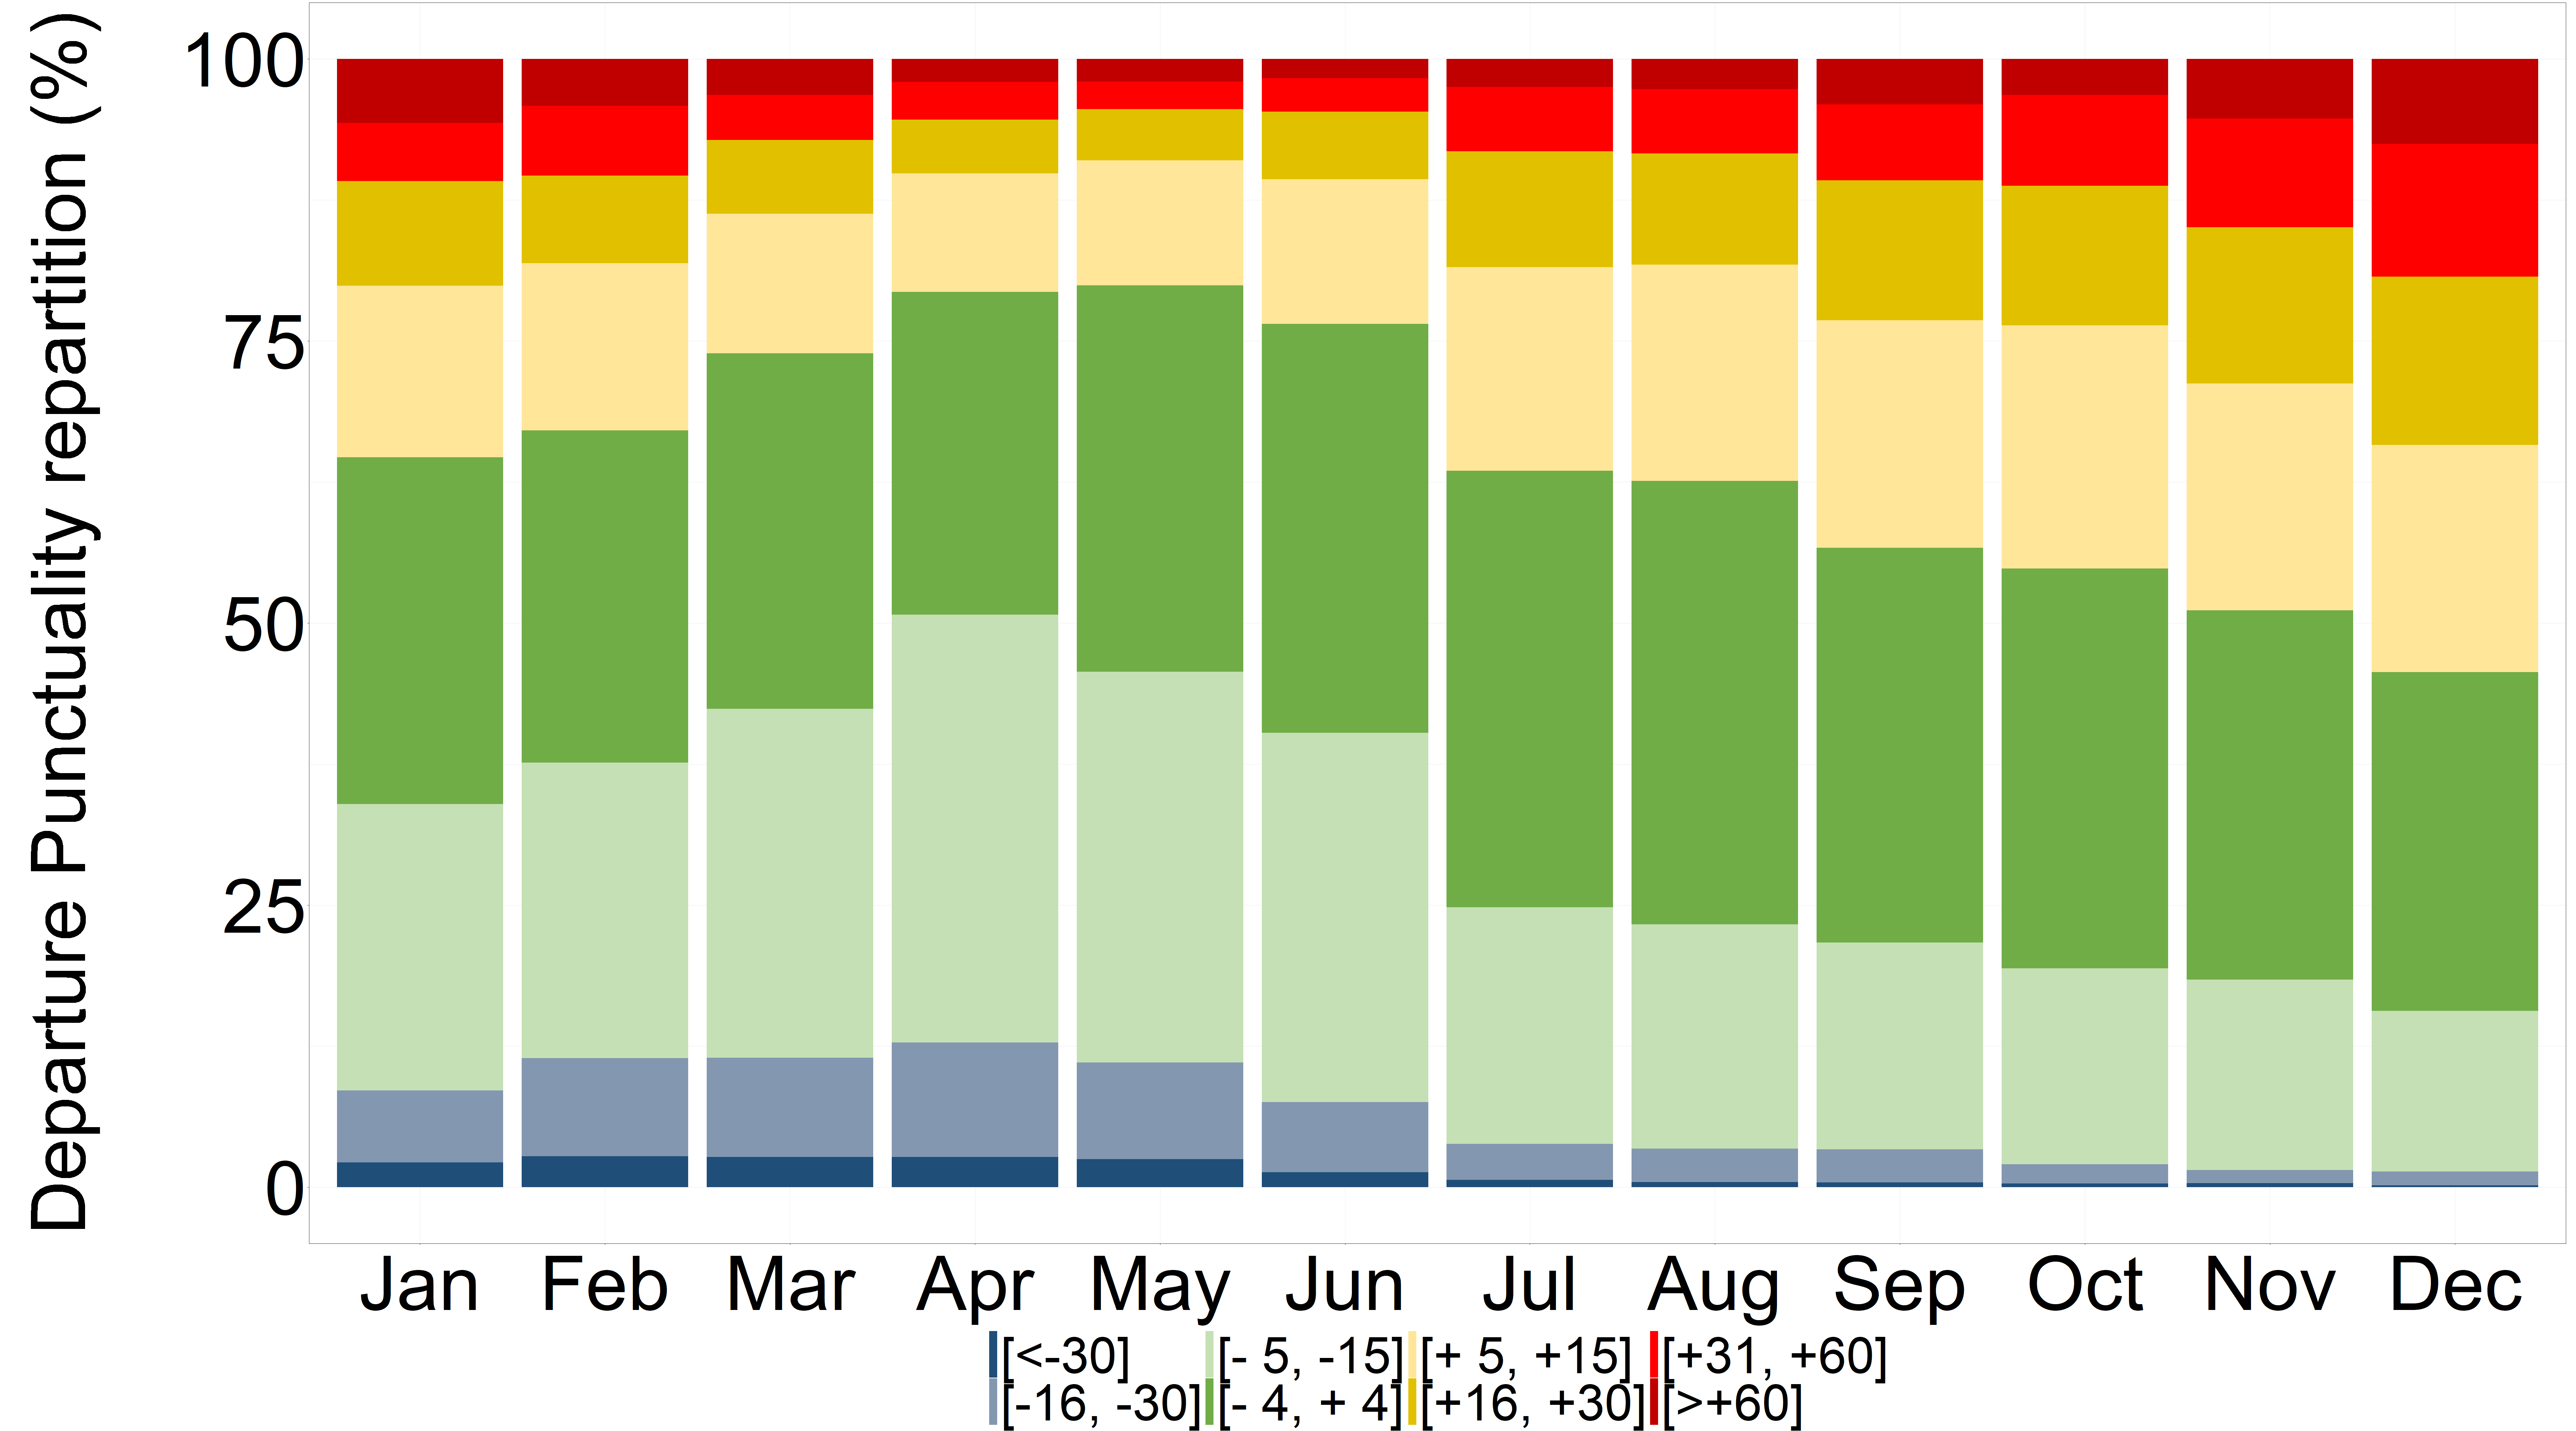 Departure Punctuality repartition (%)
100
75
50
25
0
Jan Feb Mar Apr May Jun Jul Aug Sep Oct Nov Dec
[<-30] [- 5, -15] [+ 5, +15] [+31, +60]
[-16, -30] [- 4, + 4] [+16, +30] [>+60]